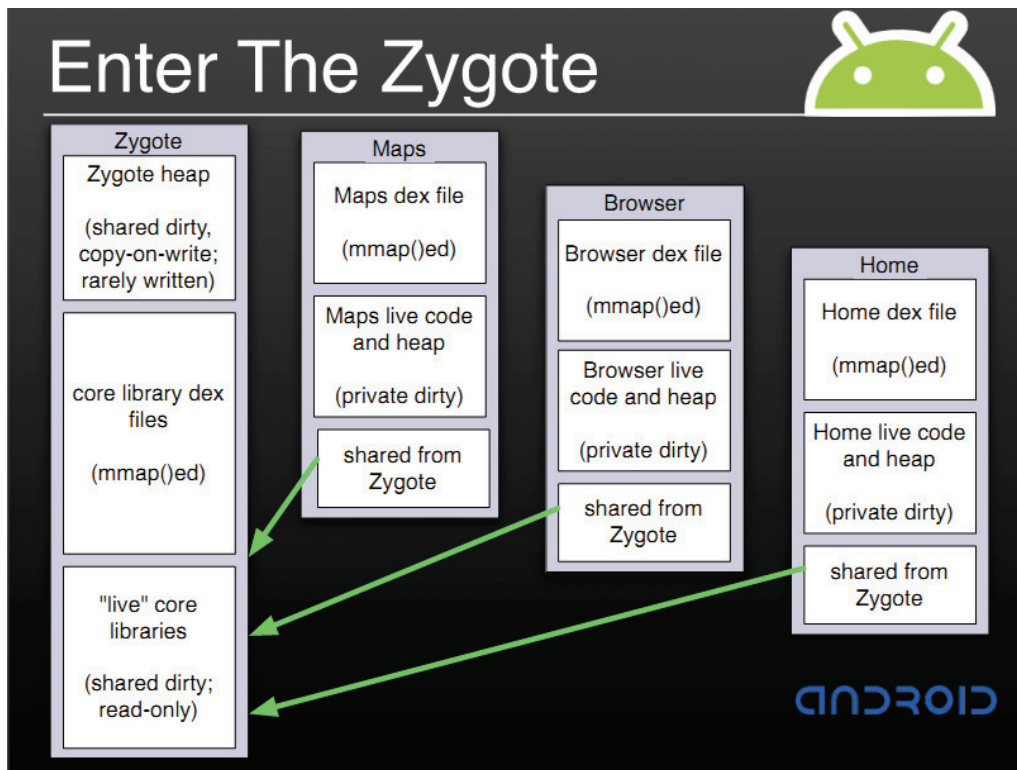 Enter The Zygote
Zygote
Zygote heap
(shared dirty,
copy-on-write;
rarely written)
core library dex
files
(mmap()ed)
"live" core
libraries
(shared dirty;
read-only)
Maps
Maps dex file
(mmap()ed)
Maps live code
and heap
(private dirty)
shared from
Zygote
Browser
Browser dex file
(mmap()ed)
Browser live
code and heap
(private dirty)
shared from
Zygote
Home
Home dex file
(mmap()ed)
Home live code
and heap
(private dirty)
shared from
Zygote
ANDROID